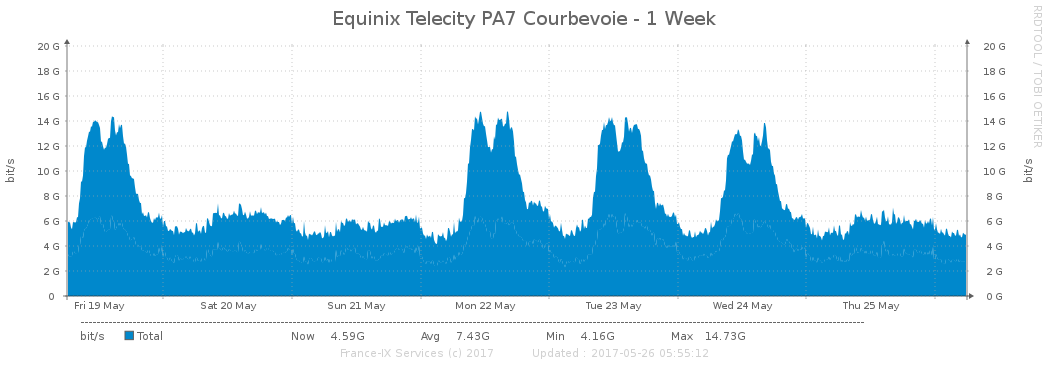 Equinix Telecity PA7 Courbevoie - 1 Week
RRDTOOL / TOBI OETIKER
bit/s
20 G 20 G
18 G 18 G
16 G 16 G
14 G 14 G
12 G 12 G
10 G 10 G
8 G 8 G
6 G 6 G
4 G 4 G
2 G 2 G
0 0 G
bit/s
Fri 19 May Sat 20 May Sun 21 May Mon 22 May Tue 23 May Wed 24 May Thu 25 May
bit/s Total Now 4.59G Avg 7.43G Min 4.16G Max 14.73G
France-IX Services (c) 2017 Updated : 2017-05-26 05:55:12